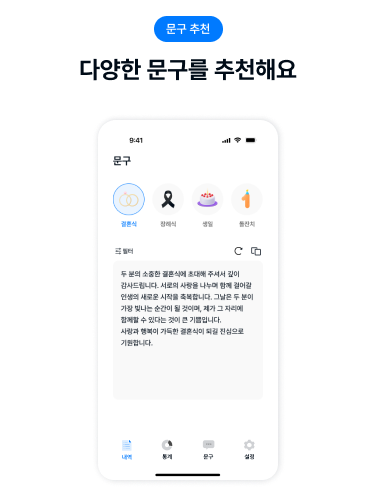 문구 추천
다양한 문구를 추천해요
9:41
문구
결혼식 장례식 생일 돌잔치
필터
두 분의 소중한 결혼식에 초대해 주셔서 깊이
감사드립니다. 서로의 사랑을 나누며 함께 걸어갈
인생의 새로운 시작을 축복합니다. 그날은 두 분이
가장 빛나는 순간이 될 것이며, 제가 그 자리에
함께할 수 있다는 것이 큰 기쁨입니다.
사랑과 행복이 가득한 결혼식이 되길 진심으로
기원합니다.
내역 통계 문구 설정